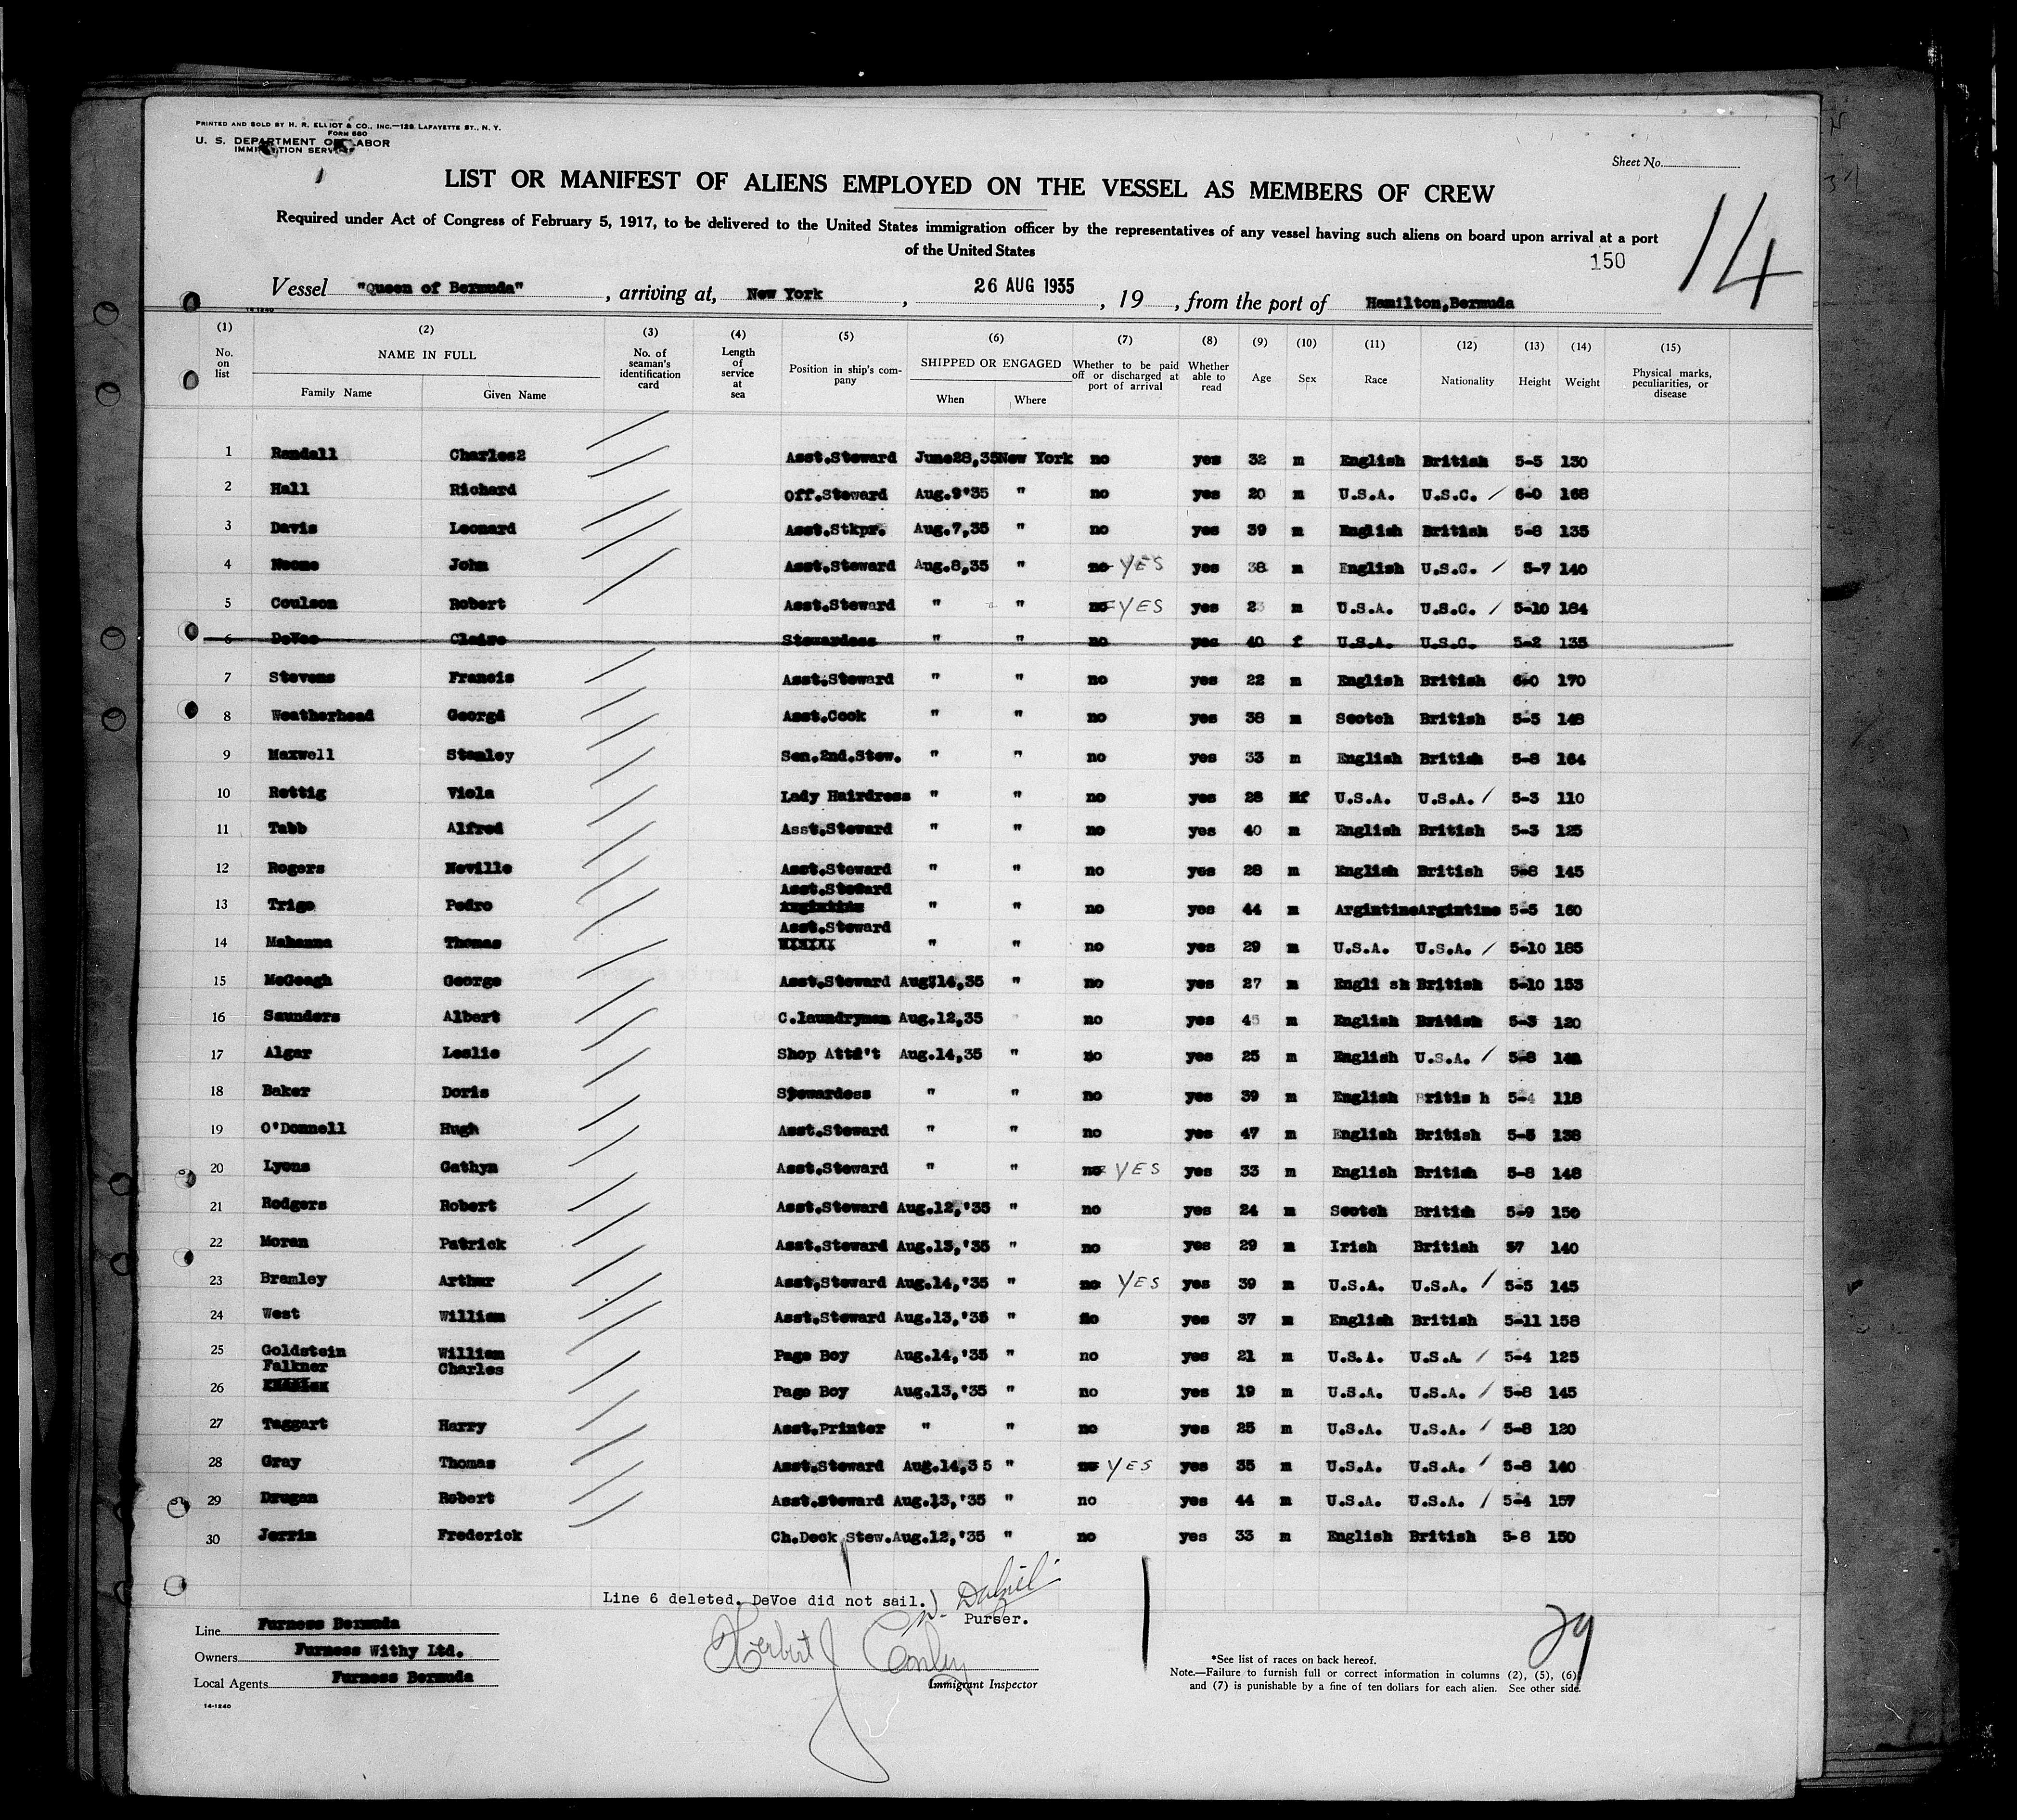 PRINTED AND SOLD BY H. R. ELLIOT & CO., INC.—128 LAFAYETTE ST., N. Y.
FORM 680
U. S. DEPARTMENT OF LABOR
IMMIGRATION SERVICE
Sheet No.
LIST OR MANIFEST OF ALIENS EMPLOYED ON THE VESSEL AS MEMBERS OF CREW
14
Required under Act of Congress of February 5, 1917, to be delivered to the United States immigration officer by the representatives of any vessel having such aliens on board upon arrival at a port
of the United States
150
Vessel "Queen of Bermuda" , arriving at, New York , 26 AUG 1935 , 19 , from the port of Hamilton,Bermuda
14-1240
(1) (2) (3) (4) (5) (6) (7) (8) (9) (10) (11) (12) (13) (14) (15)
No. on list NAME IN FULL Family Name Given Name No. of seaman's identification card Length of service at sea Position in ship's company SHIPPED OR ENGAGED When Where Whether to be paid off or discharged at port of arrival Whether able to read Age Sex Race Nationality Height Weight Physical marks, peculiarities, or disease
1 Randall Charles2 Asst.Steward June28,35 New York no yes 32 m English British 5-5 130
2 Hall Richard Off.Steward Aug.9'35 " no yes 20 m U.S.A. U.S.C. / 6-0 168
3 Davis Leonard Asst.Stkpr. Aug.7,35 " no yes 39 m English British 5-8 135
4 Noone John Asst.Steward Aug.8,35 " no YES yes 38 m English U.S.C. / 5-7 140
5 Coulson Robert Asst.Steward " " no YES yes 23 m U.S.A. U.S.C. / 5-10 184
6 DeVoe Claire Stewardess " " no yes 40 f U.S.A. U.S.C. 5-2 135
7 Stevens Francis Asst.Steward " " no yes 22 m English British 6-0 170
8 Weatherhead Georgd Asst.Cook " " no yes 38 m Scotch British 5-5 148
9 Maxwell Stanley Sen.2nd.Stew. " " no yes 33 m English British 5-8 164
10 Rettig Viola Lady Hairdress " " no yes 28 f U.S.A. U.S.A. / 5-3 110
11 Tabb Alfred Asst.Steward " " no yes 40 m English British 5-3 125
12 Rogers Neville Asst.Steward " " no yes 28 m English British 5-8 145
13 Trigo Pedro Asst.Steward " " no yes 44 m Argintine Argintine 5-5 160
14 Mahanna Thomas Asst.Steward XXXXXX " " no yes 29 m U.S.A. U.S.A. / 5-10 185
15 McGeagh George Asst.Steward Aug.14,35 " no yes 27 m Engli sh British 5-10 153
16 Saunders Albert C.laundryman Aug.12,35 " no yes 45 m English British 5-3 120
17 Algar Leslie Shop Attd't Aug.14,35 " no yes 25 m English U.S.A. / 5-8
18 Baker Doris Stewardess " " no yes 39 m English Britis h 5-4 118
19 O'Donnell Hugh Asst.Steward " " no yes 47 m English British 5-5 138
20 Lyons Gathyn Asst.Steward " " no YES yes 33 m English British 5-8 148
21 Rodgers Robert Asst.Steward Aug.12,'35 " no yes 24 m Scotch British 5-9 150
22 Moran Patrick Asst.Steward Aug.13,'35 " no yes 29 m Irish British 57 140
23 Bramley Arthur Asst.Steward Aug.14,'35 " no YES yes 39 m U.S.A. U.S.A. / 5-5 145
24 West William Asst.Steward Aug.13,'35 " no yes 37 m English British 5-11 158
25 Goldstein William Page Boy Aug.14,'35 " no yes 21 m U.S.A. U.S.A. / 5-4 125
26 Falkner Charles Page Boy Aug.13,'35 " no yes 19 m U.S.A. U.S.A. / 5-8 145
27 Taggart Harry Asst.Printer " " no yes 25 m U.S.A. U.S.A. / 5-8 120
28 Gray Thomas Asst.Steward Aug.14,3 5 " no YES yes 35 m U.S.A. U.S.A. / 5-8 140
29 Drugan Robert Asst.Steward Aug.13,'35 " no yes 44 m U.S.A. U.S.A. / 5-4 157
30 Jerrim Frederick Ch.Deck Stew. Aug.12,'35 " no yes 33 m English British 5-8 150
Line 6 deleted. DeVoe did not sail.)
Purser.
Line Furness Bermuda
Owners Furness Withy Ltd.
Local Agents Furness Bermuda
14-1240
Herbert J Conley
Immigrant Inspector
29
*See list of races on back hereof.
Note.—Failure to furnish full or correct information in columns (2), (5), (6)
and (7) is punishable by a fine of ten dollars for each alien. See other side.